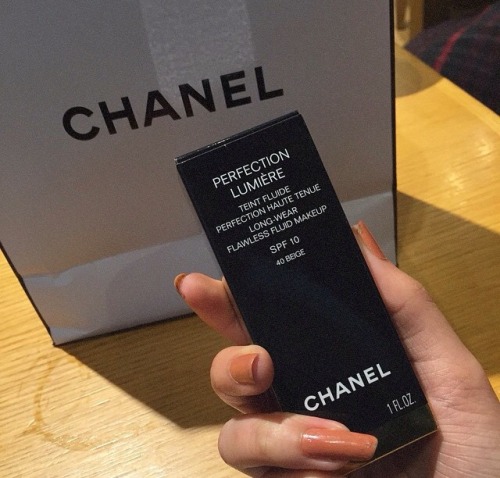 CHANEL
PERFECTION
LUMIÈRE
TEINT FLUIDE
PERFECTION HAUTE TENUE
LONG-WEAR
FLAWLESS FLUID MAKEUP
SPF 10
40 BEIGE
CHANEL
1 FL.OZ.